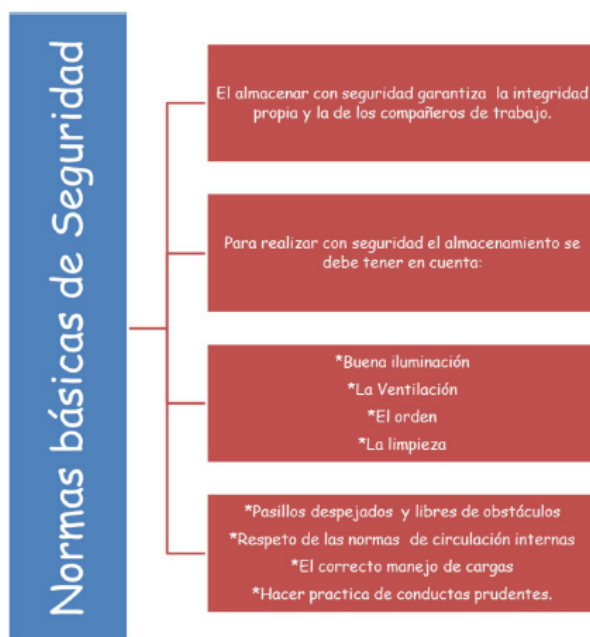 Normas básicas de Seguridad
El almacenar con seguridad garantiza la integridad
propia y la de los compañeros de trabajo.
Para realizar con seguridad el almacenamiento se
debe tener en cuenta:
*Buena iluminación
*La Ventilación
*El orden
*La limpieza
*Pasillos despejados y libres de obstáculos
*Respeto de las normas de circulación internas
*El correcto manejo de cargas
*Hacer practica de conductas prudentes.